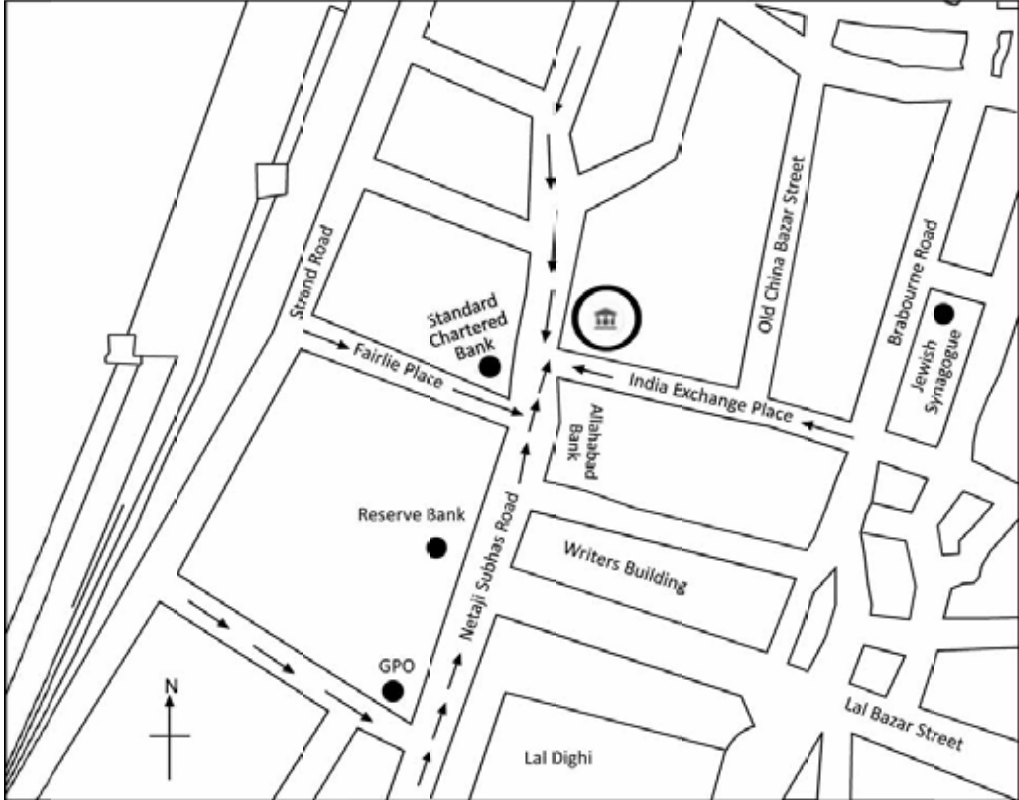 Strand Road
Standard
Chartered
Bank
Fairlie Place
Old China Bazar Street
Brabourne Road
Jewish
Synagogue
India Exchange Place
Allahabad
Bank
Reserve Bank
Netaji Subhas Road
Writers Building
GPO
N
Lal Bazar Street
Lal Dighi